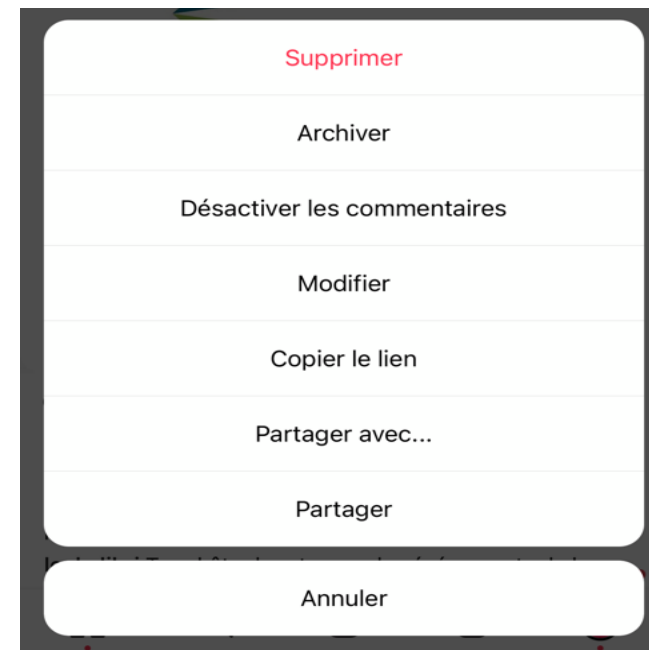 Supprimer
Archiver
Désactiver les commentaires
Modifier
Copier le lien
Partager avec...
Partager
Annuler